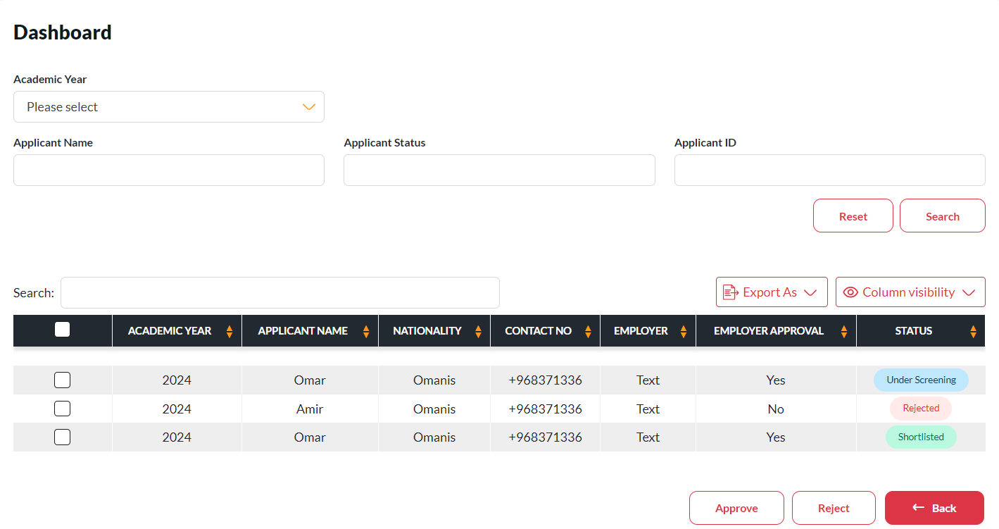 Dashboard
Academic Year
Please select
Applicant Name Applicant Status Applicant ID
Reset Search
Search: Export As Column visibility
ACADEMIC YEAR APPLICANT NAME NATIONALITY CONTACT NO EMPLOYER EMPLOYER APPROVAL STATUS
2024 Omar Omanis +968371336 Text Yes Under Screening
2024 Amir Omanis +968371336 Text No Rejected
2024 Omar Omanis +968371336 Text Yes Shortlisted
Approve Reject Back